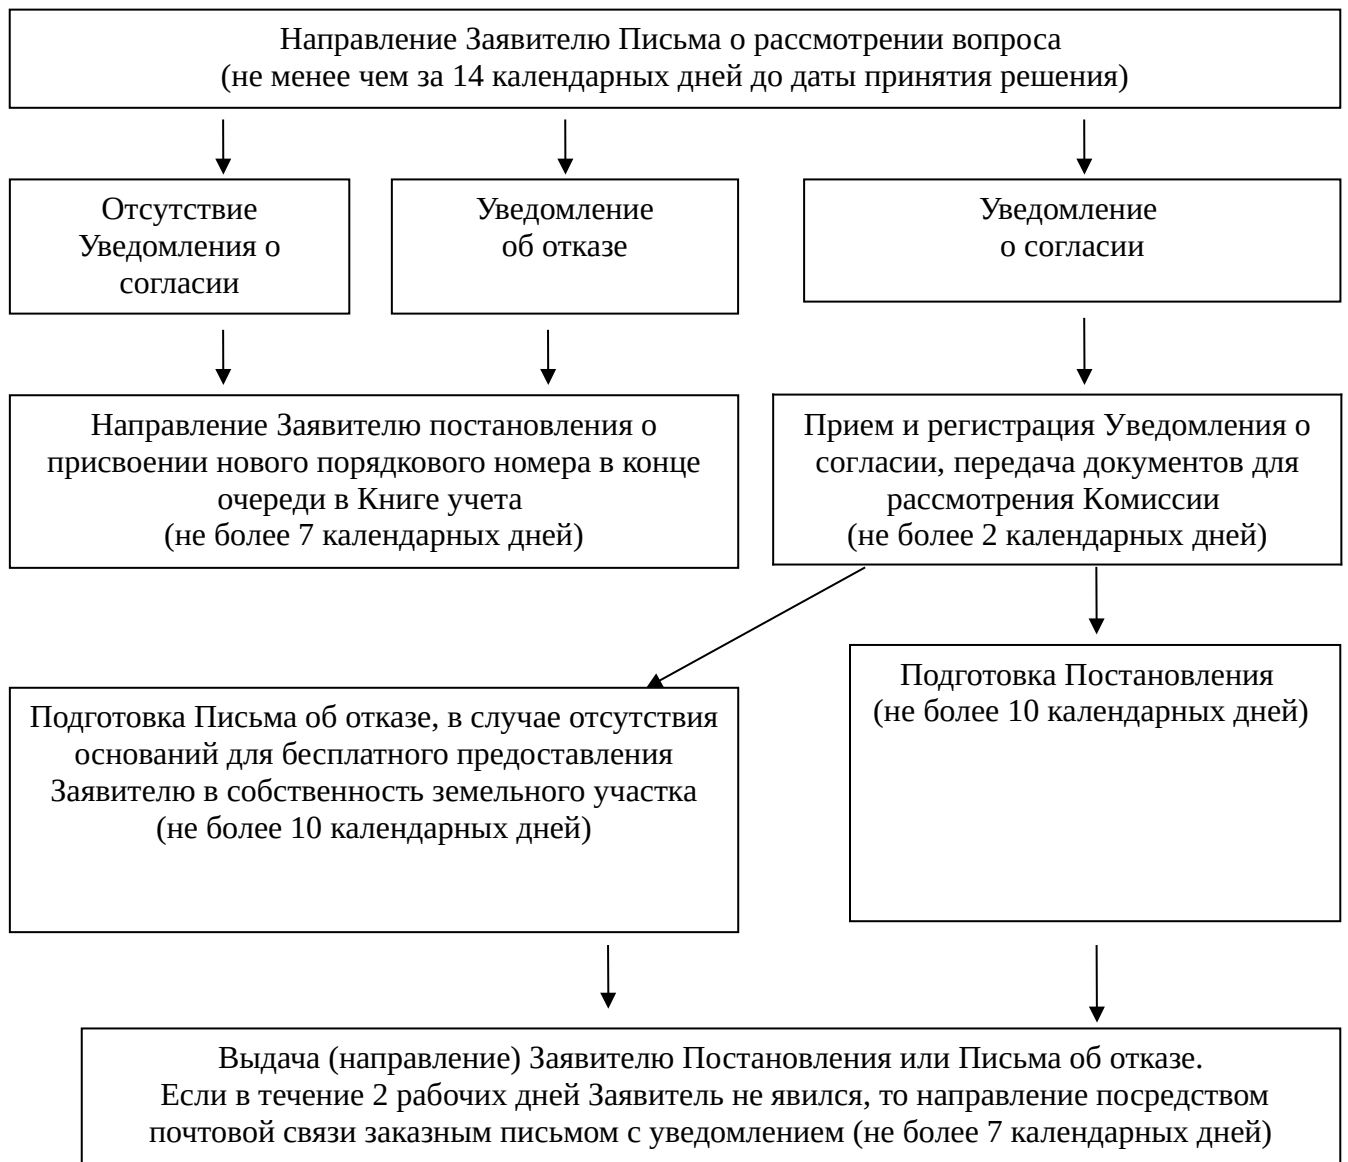 Направление Заявителю Письма о рассмотрении вопроса
(не менее чем за 14 календарных дней до даты принятия решения)
Отсутствие
Уведомления о
согласии
Уведомление
об отказе
Уведомление
о согласии
Направление Заявителю постановления о
присвоении нового порядкового номера в конце
очереди в Книге учета
(не более 7 календарных дней)
Прием и регистрация Уведомления о
согласии, передача документов для
рассмотрения Комиссии
(не более 2 календарных дней)
Подготовка Письма об отказе, в случае отсутствия
оснований для бесплатного предоставления
Заявителю в собственность земельного участка
(не более 10 календарных дней)
Подготовка Постановления
(не более 10 календарных дней)
Выдача (направление) Заявителю Постановления или Письма об отказе.
Если в течение 2 рабочих дней Заявитель не явился, то направление посредством
почтовой связи заказным письмом с уведомлением (не более 7 календарных дней)